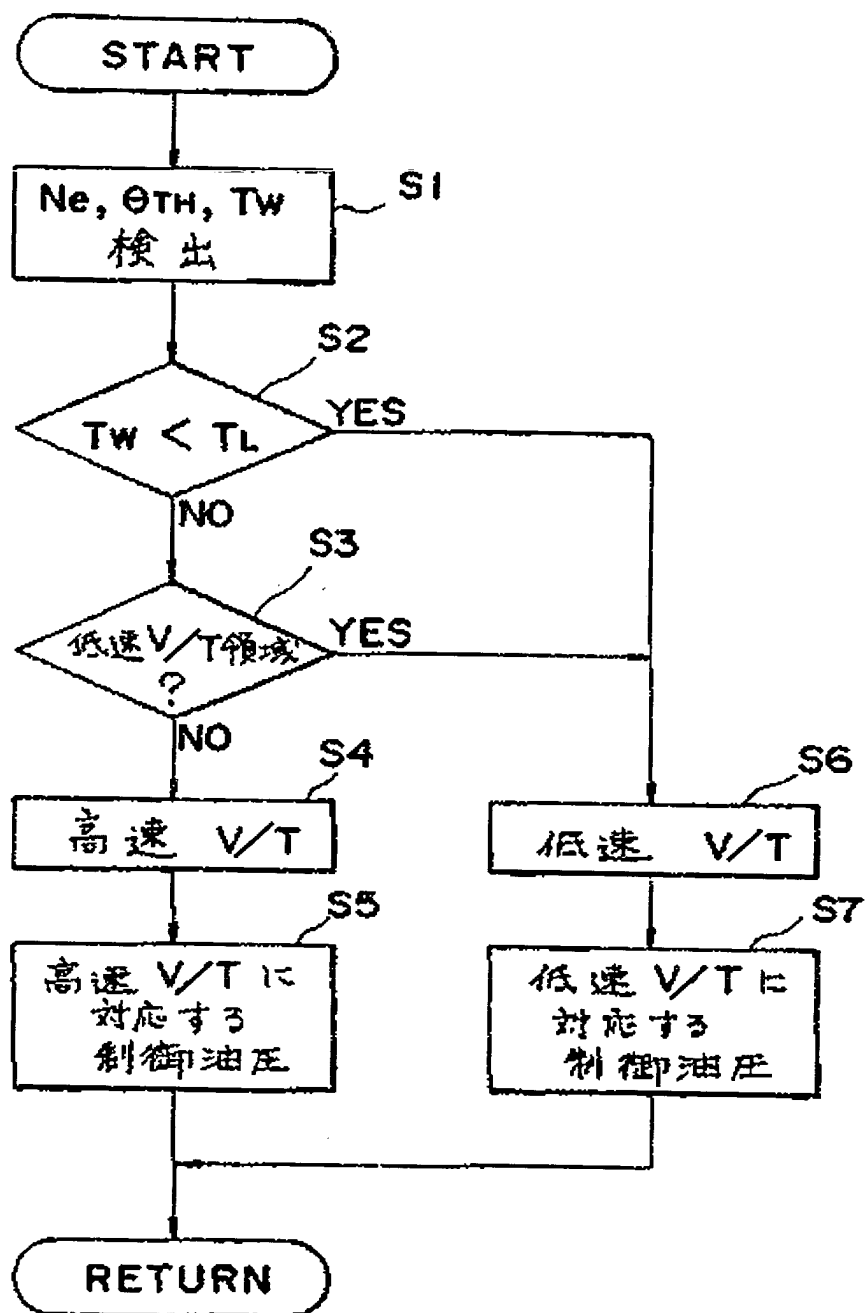 START
Ne, ΘTH, TW
検出
S1
S2
TW < TL
YES
NO
S3
低速V/T領域
?
YES
NO
S4
高速 V/T
S5
高速 V/Tに
対応する
制御油圧
S6
低速 V/T
S7
低速 V/Tに
対応する
制御油圧
RETURN